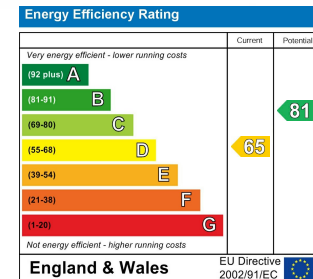 Energy Efficiency Rating
Current Potential
Very energy efficient - lower running costs
(92 plus) A
(81-91) B
81
(69-80) C
(55-68) D
65
(39-54) E
(21-38) F
(1-20) G
Not energy efficient - higher running costs
England & Wales
EU Directive
2002/91/EC